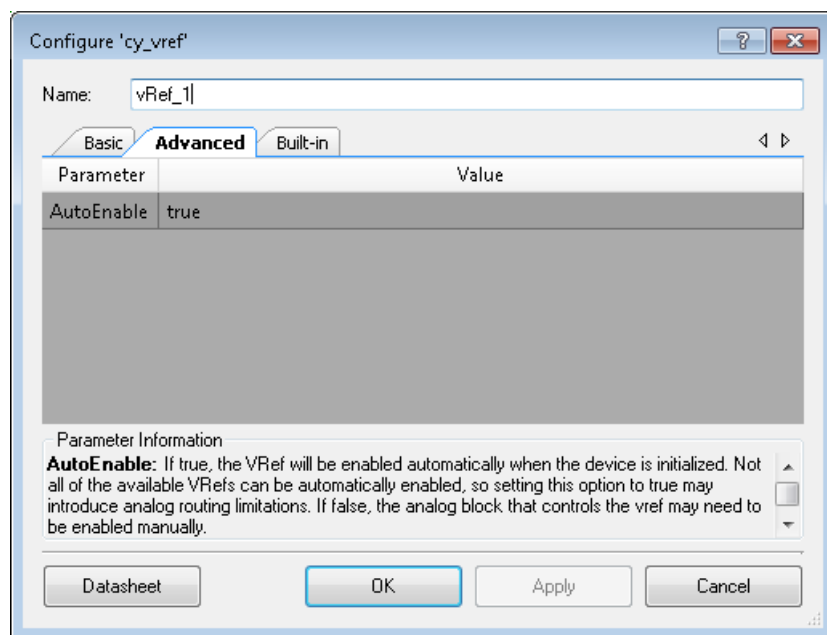 Configure 'cy_vref'
Name: vRef_1
Basic Advanced Built-in
Parameter Value
AutoEnable true
Parameter Information
AutoEnable: If true, the VRef will be enabled automatically when the device is initialized. Not
all of the available VRefs can be automatically enabled, so setting this option to true may
introduce analog routing limitations. If false, the analog block that controls the vref may need to
be enabled manually.
Datasheet OK Apply Cancel